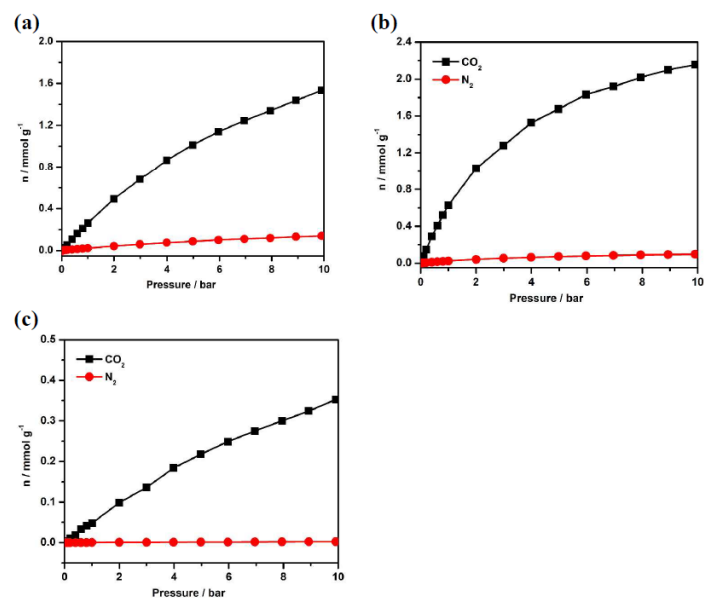 (a)
2.0
1.6
1.2
0.8
0.4
0.0
n / mmol g⁻¹
0 2 4 6 8 10
Pressure / bar
(b)
2.4
2.0
1.6
1.2
0.8
0.4
0.0
n / mmol g⁻¹
CO₂
N₂
0 2 4 6 8 10
Pressure / bar
(c)
0.5
0.4
0.3
0.2
0.1
0.0
n / mmol g⁻¹
CO₂
N₂
0 2 4 6 8 10
Pressure / bar